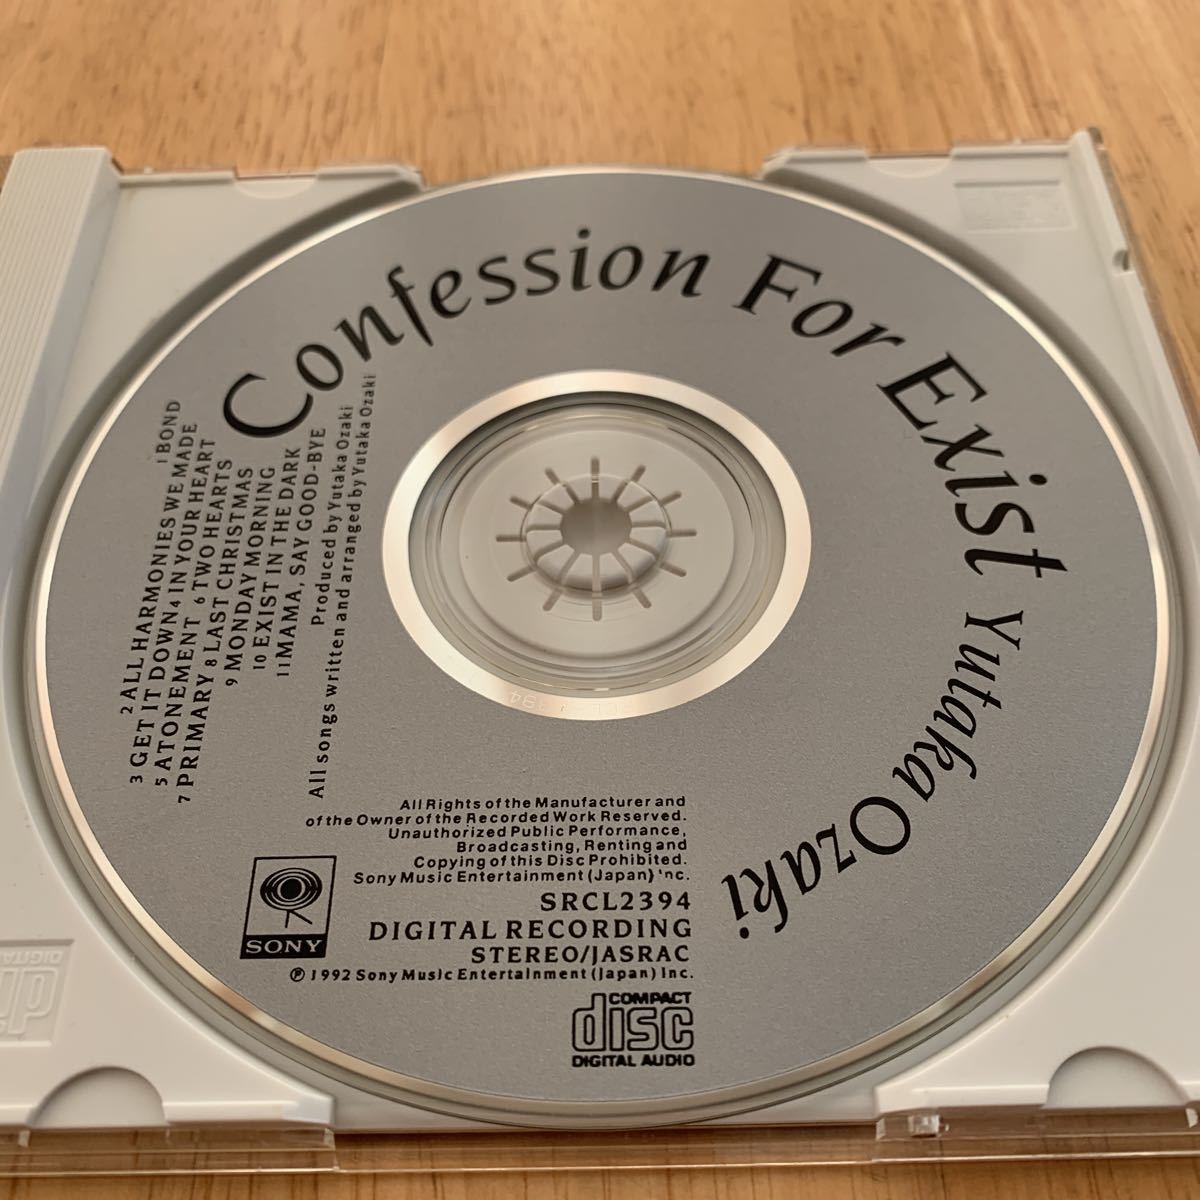 Confession For Exist Yutaka Ozaki
1 BOND
2 ALL HARMONIES WE MADE
3 GET IT DOWN 4 IN YOUR HEART
5 ATONEMENT 6 TWO HEARTS
7 PRIMARY 8 LAST CHRISTMAS
9 MONDAY MORNING
10 EXIST IN THE DARK
11 MAMA, SAY GOOD-BYE
Produced by Yutaka Ozaki
All songs written and arranged by Yutaka Ozaki
All Rights of the Manufacturer and
of the Owner of the Recorded Work Reserved.
Unauthorized Public Performance,
Broadcasting, Renting and
Copying of this Disc Prohibited.
Sony Music Entertainment (Japan) 'nc.
SRCL2394
DIGITAL RECORDING
STEREO/JASRAC
℗ 1992 Sony Music Entertainment (Japan) Inc.
SONY
COMPACT
disc
DIGITAL AUDIO